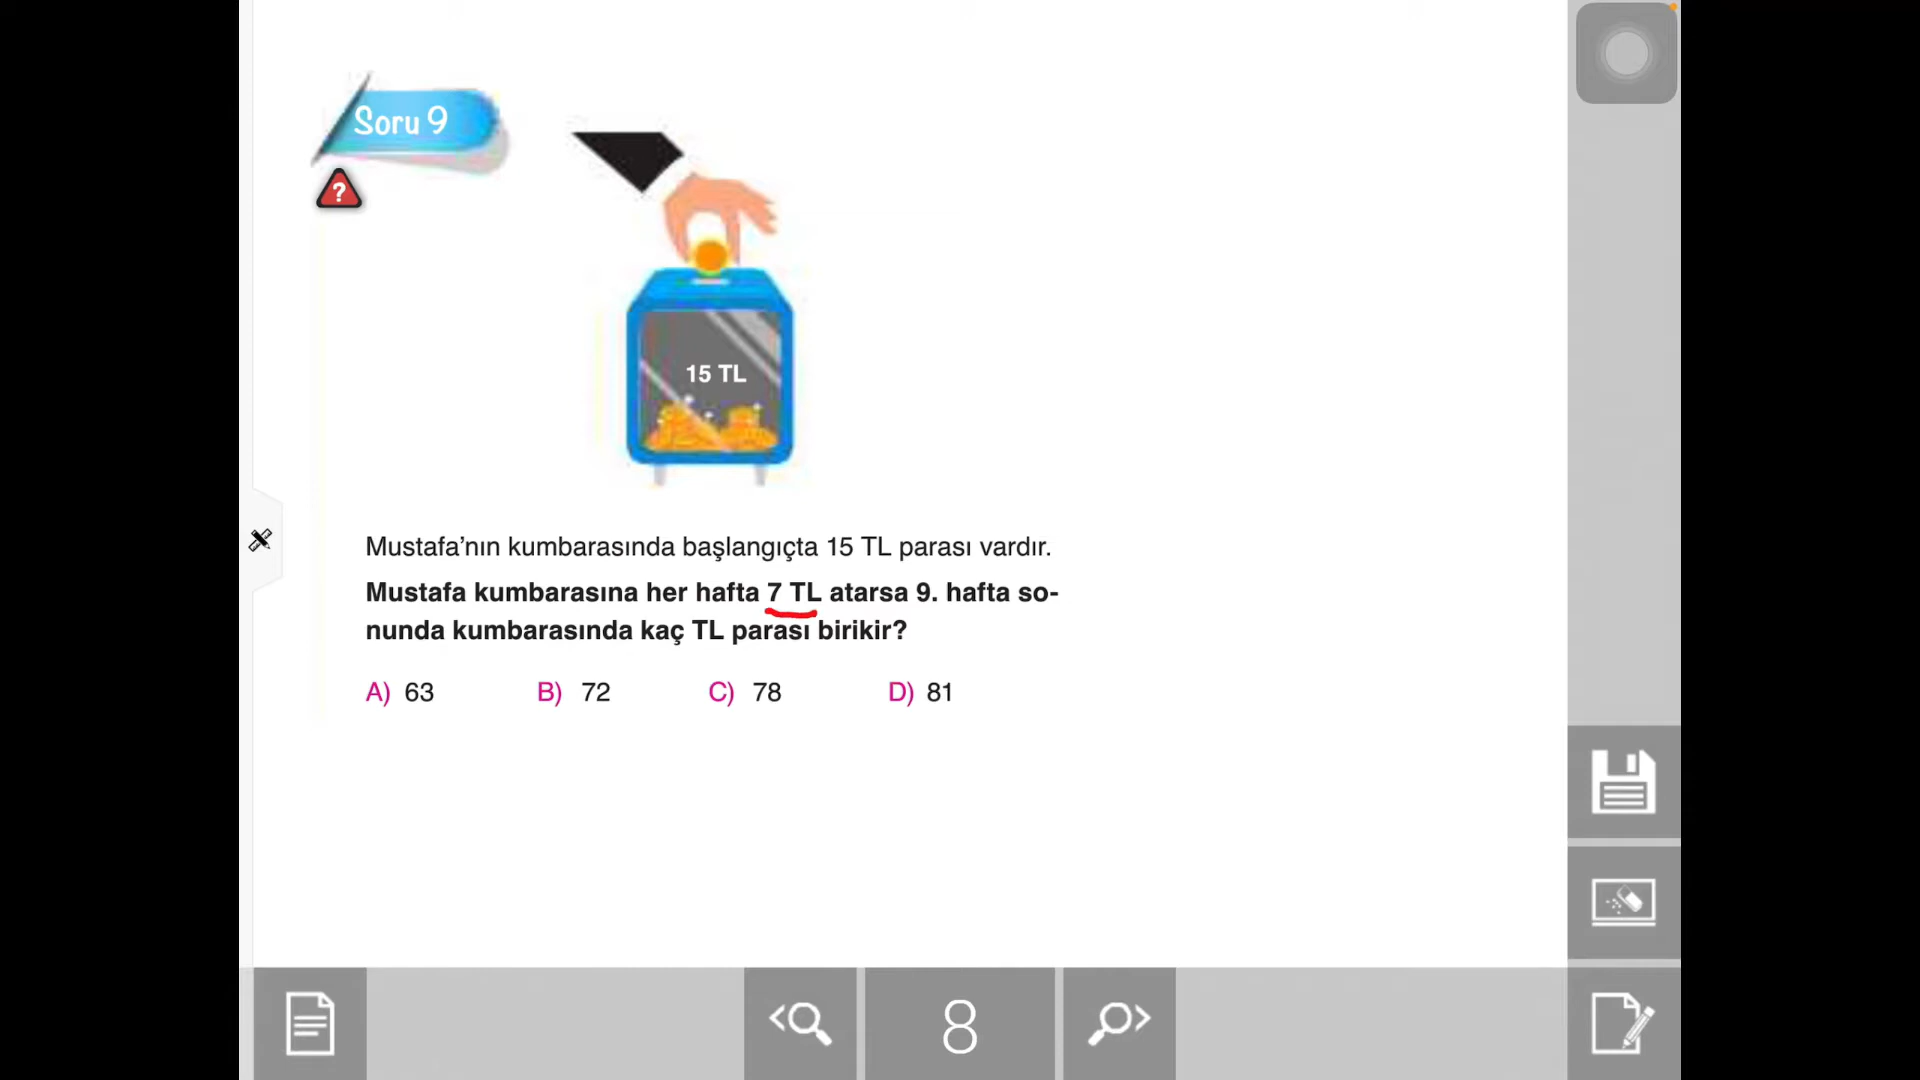 Soru 9
?
15 TL
Mustafa’nın kumbarasında başlangıçta 15 TL parası vardır.
Mustafa kumbarasına her hafta 7 TL atarsa 9. hafta so-
nunda kumbarasında kaç TL parası birikir?
A) 63 B) 72 C) 78 D) 81
8